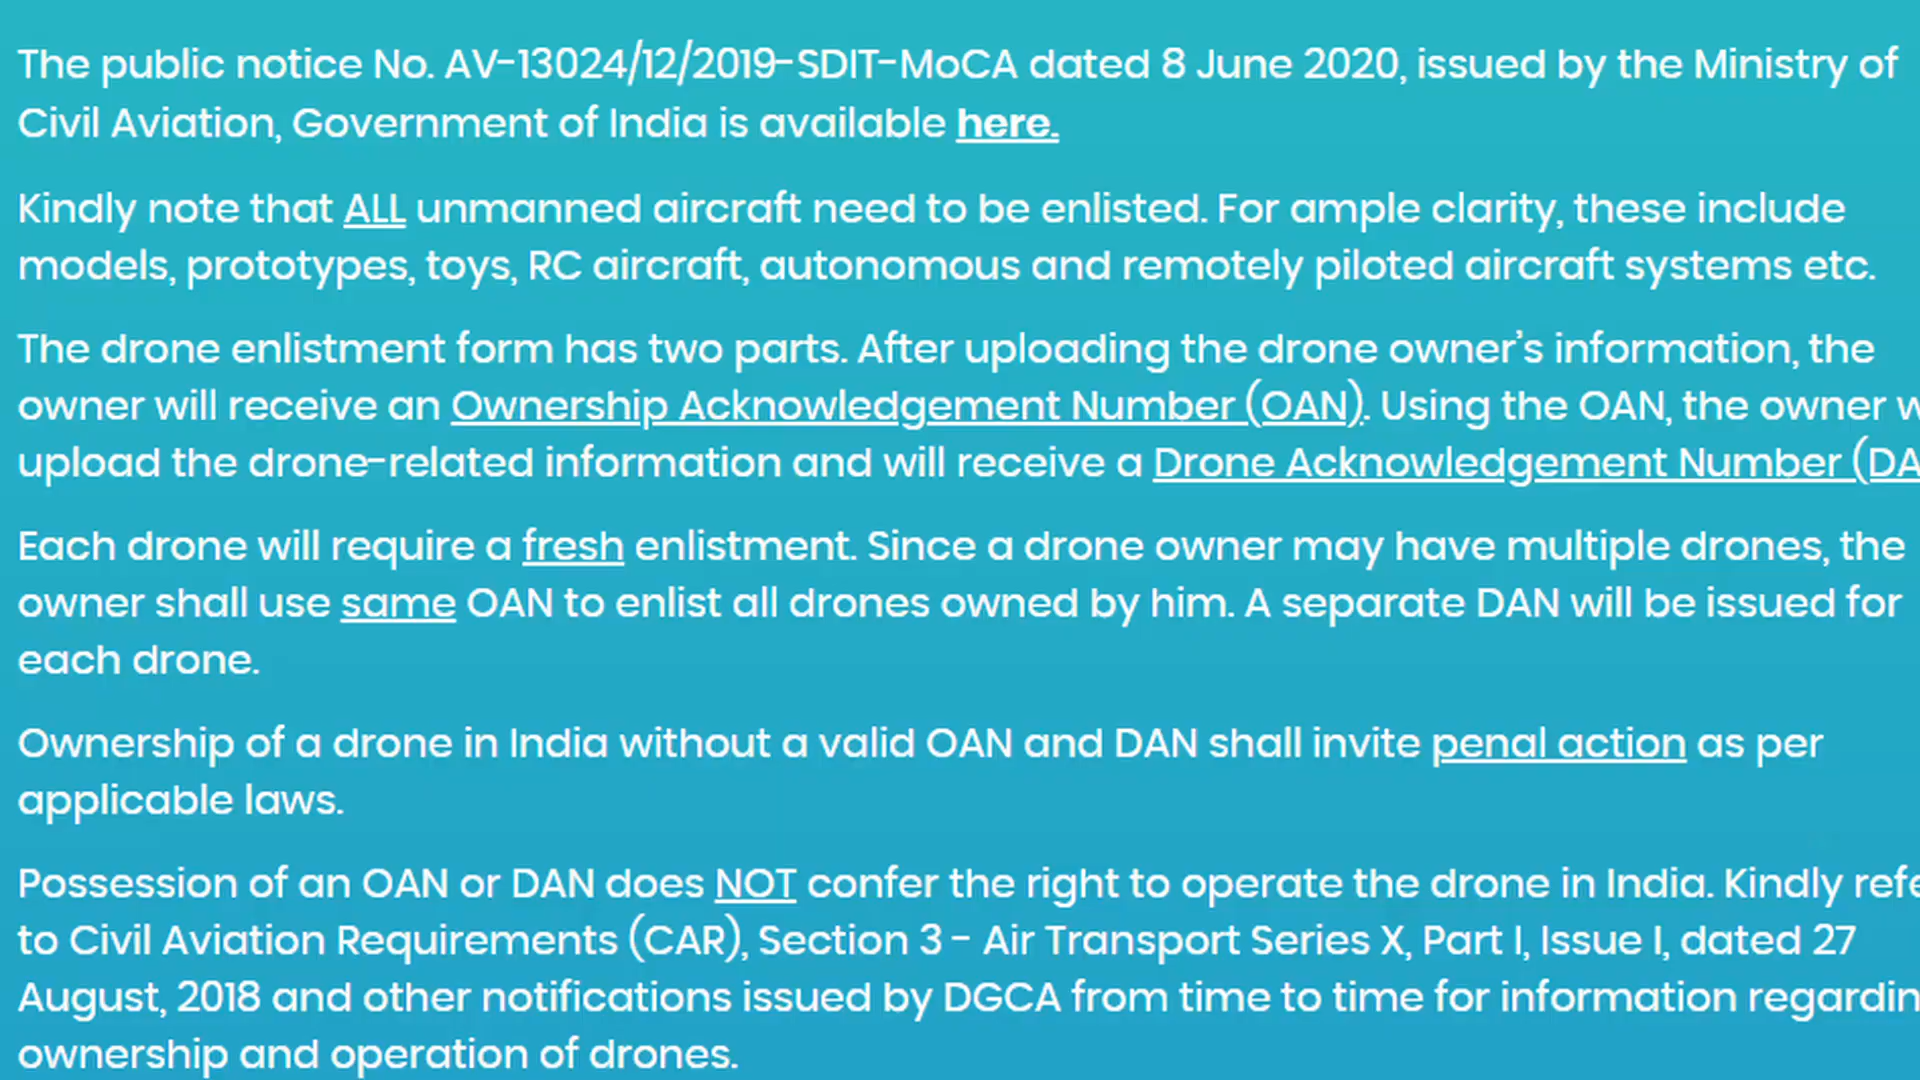 The public notice No. AV-13024/12/2019-SDIT-MoCA dated 8 June 2020, issued by the Ministry of
Civil Aviation, Government of India is available here.
Kindly note that ALL unmanned aircraft need to be enlisted. For ample clarity, these include
models, prototypes, toys, RC aircraft, autonomous and remotely piloted aircraft systems etc.
The drone enlistment form has two parts. After uploading the drone owner's information, the
owner will receive an Ownership Acknowledgement Number (OAN). Using the OAN, the owner
upload the drone-related information and will receive a Drone Acknowledgement Number (DA
Each drone will require a fresh enlistment. Since a drone owner may have multiple drones, the
owner shall use same OAN to enlist all drones owned by him. A separate DAN will be issued for
each drone.
Ownership of a drone in India without a valid OAN and DAN shall invite penal action as per
applicable laws.
Possession of an OAN or DAN does NOT confer the right to operate the drone in India. Kindly refe
to Civil Aviation Requirements (CAR), Section 3 - Air Transport Series X, Part I, Issue I, dated 27
August, 2018 and other notifications issued by DGCA from time to time for information regardin
ownership and operation of drones.